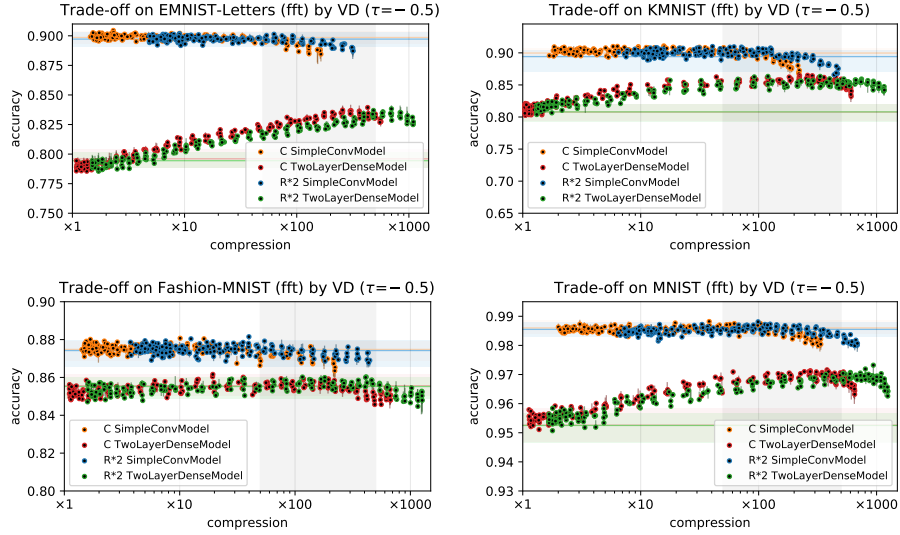 Trade-off on EMNIST-Letters (fft) by VD (τ=−0.5)
accuracy
0.900
0.875
0.850
0.825
0.800
0.775
0.750
C SimpleConvModel
C TwoLayerDenseModel
R*2 SimpleConvModel
R*2 TwoLayerDenseModel
×1 ×10 ×100 ×1000
compression
Trade-off on KMNIST (fft) by VD (τ=−0.5)
accuracy
0.90
0.85
0.80
0.75
0.70
0.65
C SimpleConvModel
C TwoLayerDenseModel
R*2 SimpleConvModel
R*2 TwoLayerDenseModel
×1 ×10 ×100 ×1000
compression
Trade-off on Fashion-MNIST (fft) by VD (τ=−0.5)
accuracy
0.90
0.88
0.86
0.84
0.82
0.80
C SimpleConvModel
C TwoLayerDenseModel
R*2 SimpleConvModel
R*2 TwoLayerDenseModel
×1 ×10 ×100 ×1000
compression
Trade-off on MNIST (fft) by VD (τ=−0.5)
accuracy
0.99
0.98
0.97
0.96
0.95
0.94
0.93
C SimpleConvModel
C TwoLayerDenseModel
R*2 SimpleConvModel
R*2 TwoLayerDenseModel
×1 ×10 ×100 ×1000
compression